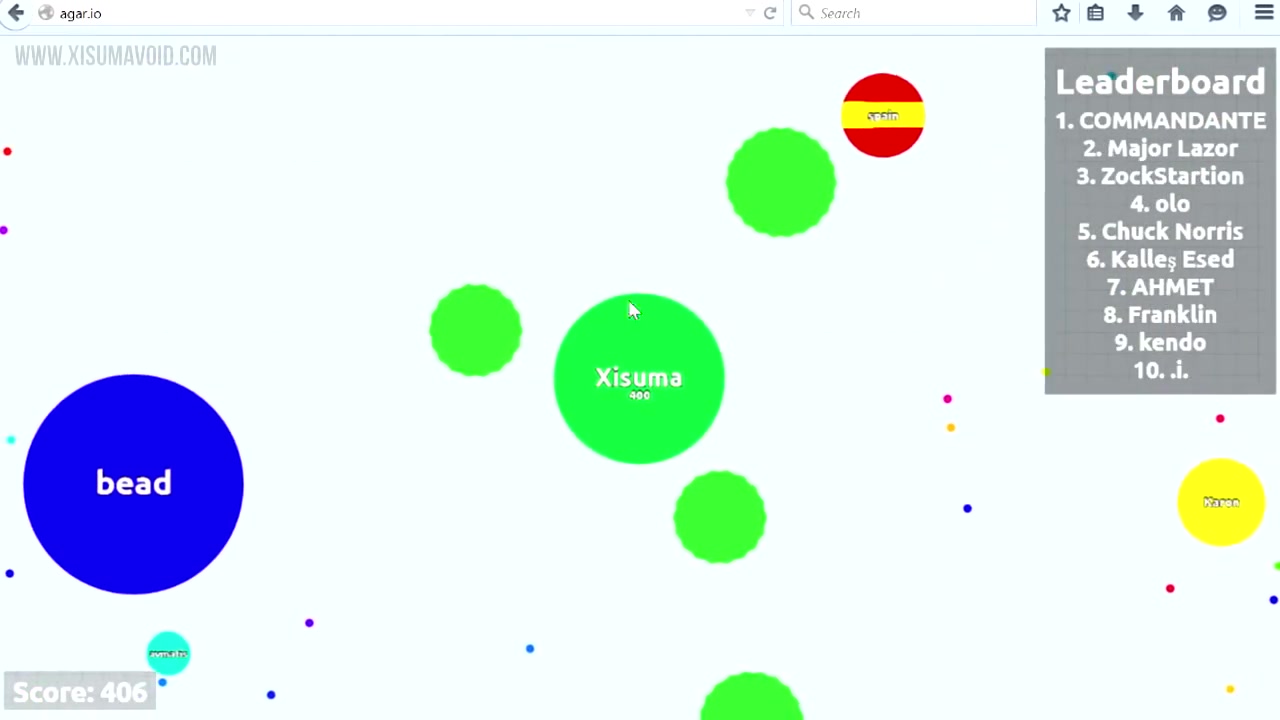 agar.io
Search
WWW.XISUMAVOID.COM
Leaderboard
1. COMMANDANTE
2. Major Lazor
3. ZockStartion
4. olo
5. Chuck Norris
6. Kalleş Esed
7. AHMET
8. Franklin
9. kendo
10. .i.
spain
Xisuma
400
bead
Karen
Score: 406